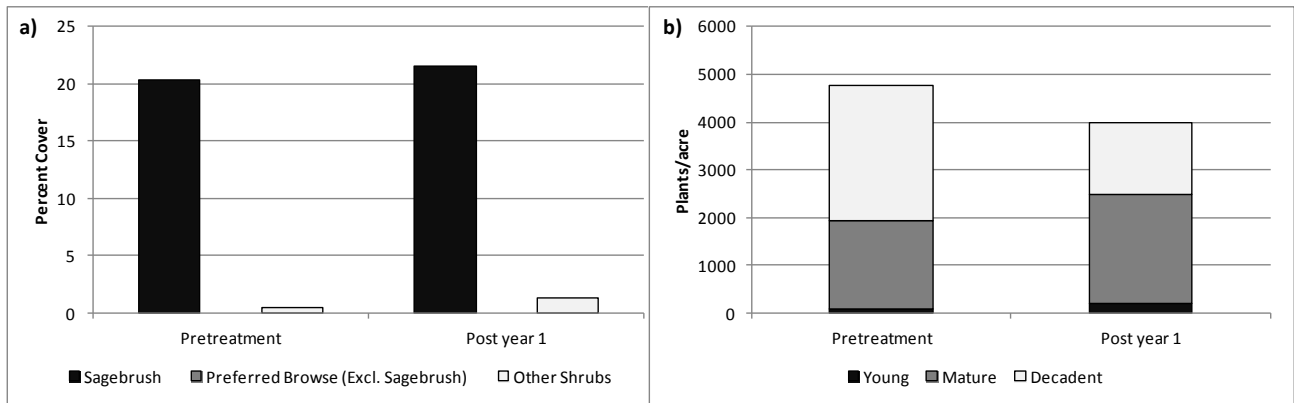 a)
Percent Cover
25
20
15
10
5
0
Pretreatment
Post year 1
Sagebrush
Preferred Browse (Excl. Sagebrush)
Other Shrubs
b)
Plants/acre
6000
5000
4000
3000
2000
1000
0
Pretreatment
Post year 1
Young
Mature
Decadent